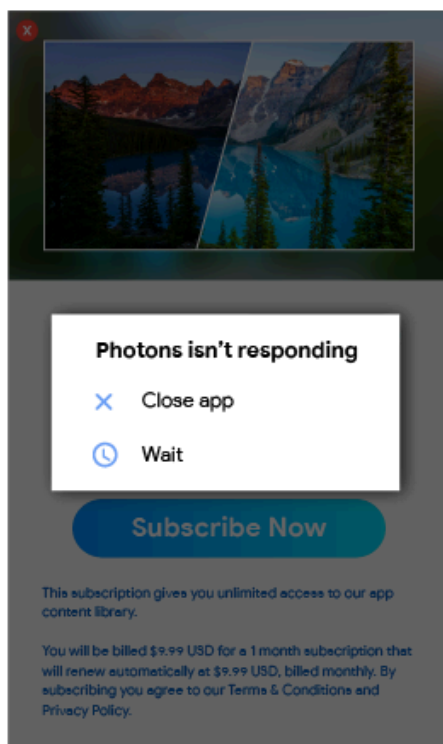 X
Photons isn't responding
Close app
Wait
Subscribe Now
This subscription gives you unlimited access to our app
content library.
You will be billed $9.99 USD for a 1 month subscription that
will renew automatically at $9.99 USD, billed monthly. By
subscribing you agree to our Terms & Conditions and
Privacy Policy.